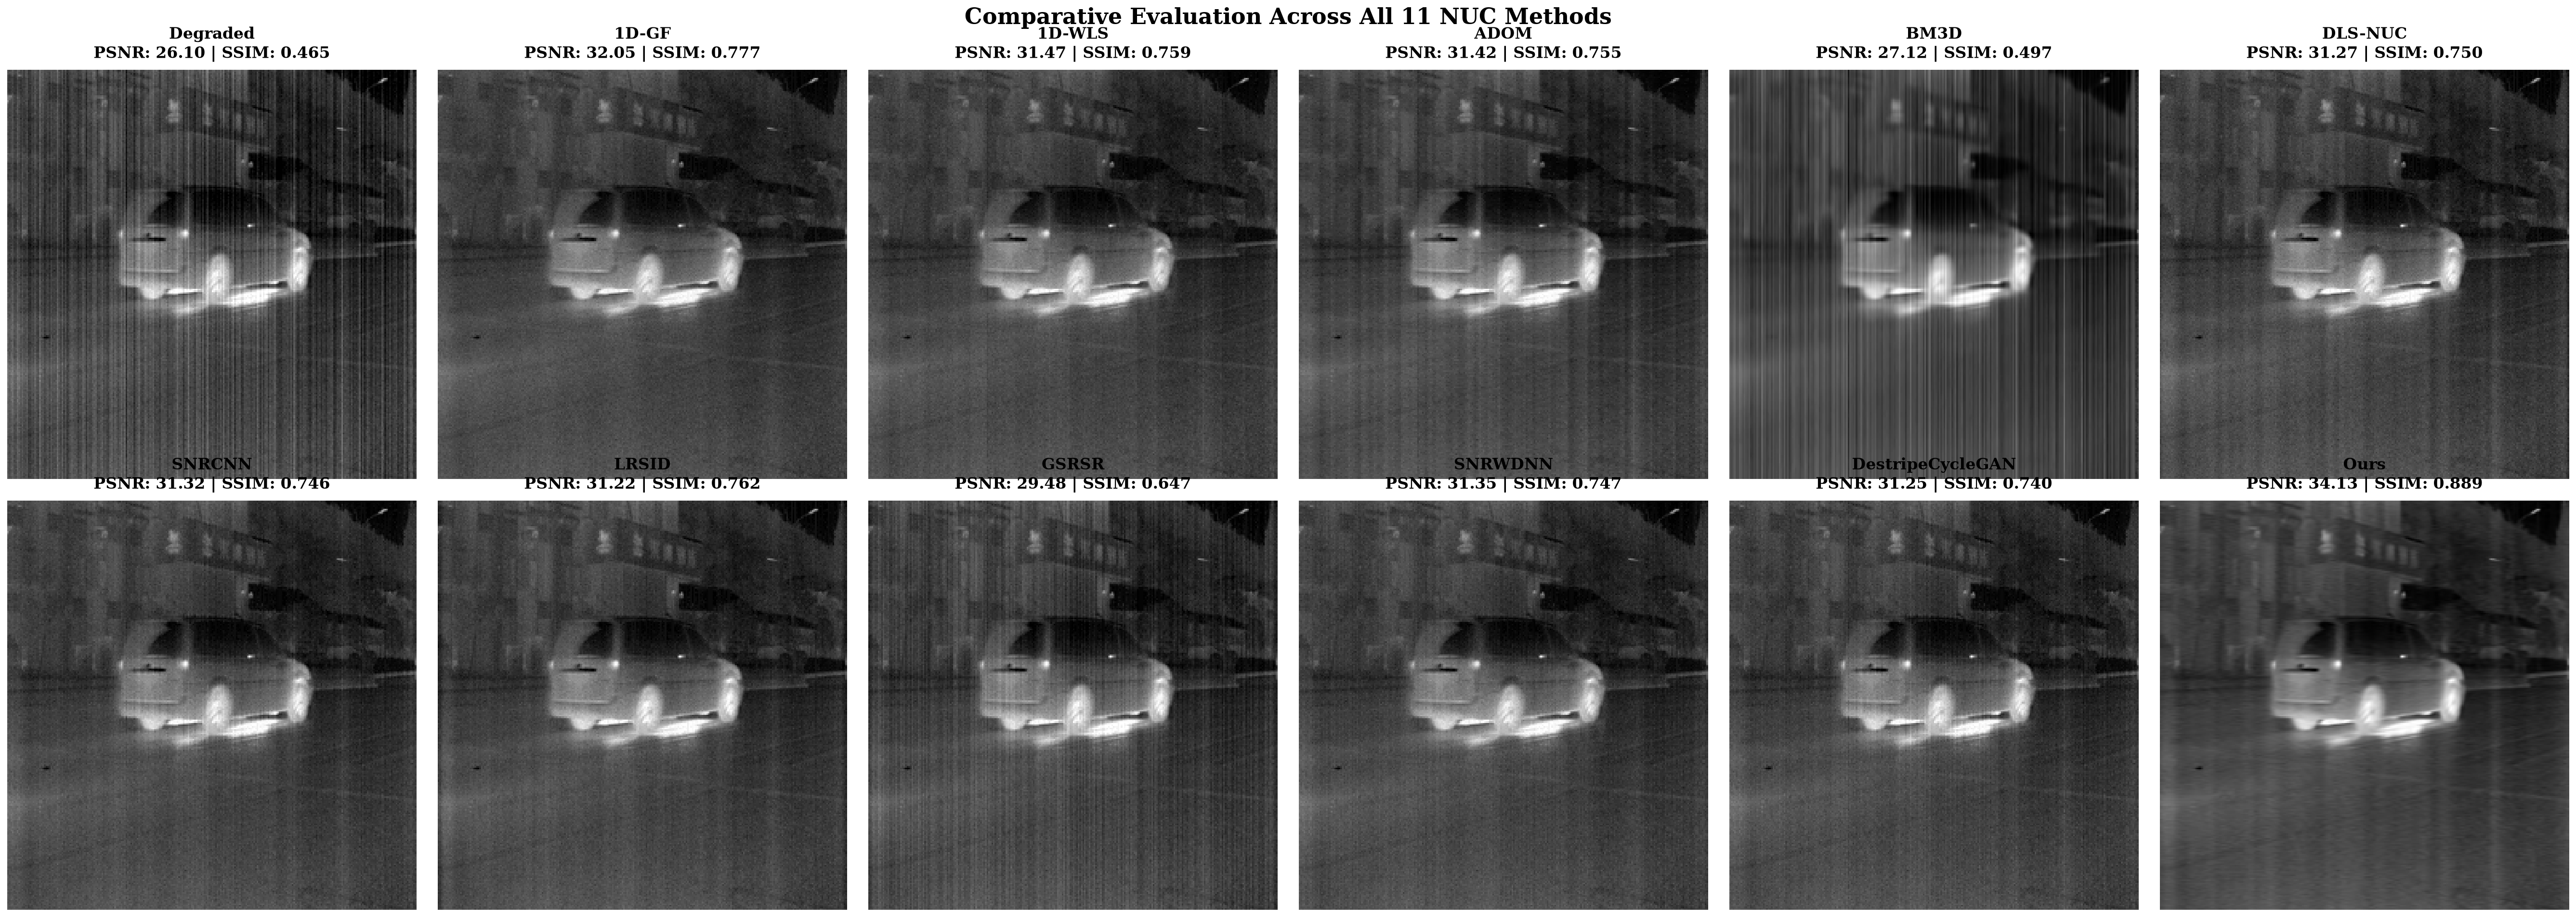 Comparative Evaluation Across All 11 NUC Methods
Degraded
PSNR: 26.10 | SSIM: 0.465
1D-GF
PSNR: 32.05 | SSIM: 0.777
1D-WLS
PSNR: 31.47 | SSIM: 0.759
ADOM
PSNR: 31.42 | SSIM: 0.755
BM3D
PSNR: 27.12 | SSIM: 0.497
DLS-NUC
PSNR: 31.27 | SSIM: 0.750
SNRCNN
PSNR: 31.32 | SSIM: 0.746
LRSID
PSNR: 31.22 | SSIM: 0.762
GSRSR
PSNR: 29.48 | SSIM: 0.647
SNRWDNN
PSNR: 31.35 | SSIM: 0.747
DestripeCycleGAN
PSNR: 31.25 | SSIM: 0.740
Ours
PSNR: 34.13 | SSIM: 0.889